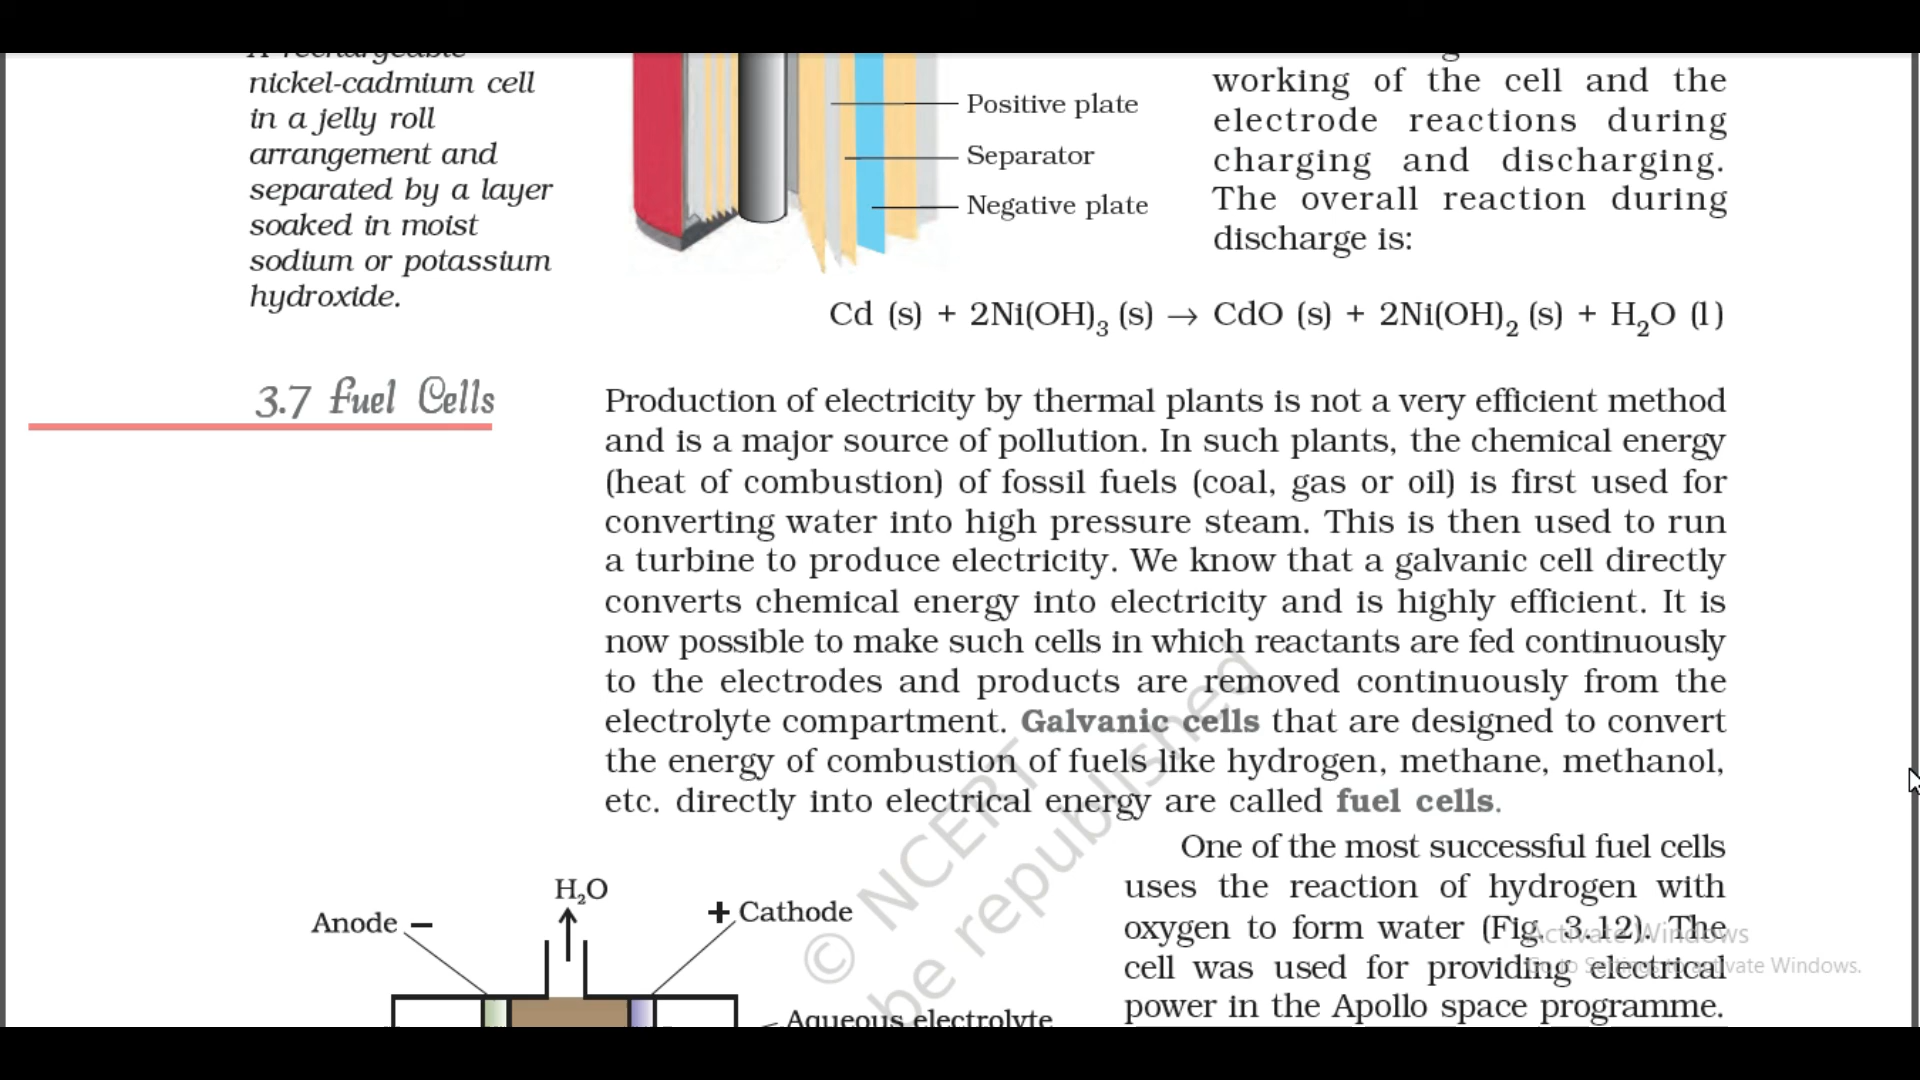 A rechargeable
nickel-cadmium cell
in a jelly roll
arrangement and
separated by a layer
soaked in moist
sodium or potassium
hydroxide.
Positive plate
Separator
Negative plate
working of the cell and the
electrode reactions during
charging and discharging.
The overall reaction during
discharge is:
Cd (s) + 2Ni(OH)₃ (s) → CdO (s) + 2Ni(OH)₂ (s) + H₂O (l)
3.7 Fuel Cells
Production of electricity by thermal plants is not a very efficient method
and is a major source of pollution. In such plants, the chemical energy
(heat of combustion) of fossil fuels (coal, gas or oil) is first used for
converting water into high pressure steam. This is then used to run
a turbine to produce electricity. We know that a galvanic cell directly
converts chemical energy into electricity and is highly efficient. It is
now possible to make such cells in which reactants are fed continuously
to the electrodes and products are removed continuously from the
electrolyte compartment. Galvanic cells that are designed to convert
the energy of combustion of fuels like hydrogen, methane, methanol,
etc. directly into electrical energy are called fuel cells.
One of the most successful fuel cells
uses the reaction of hydrogen with
oxygen to form water (Fig. 3.12). The
cell was used for providing electrical
power in the Apollo space programme.
H₂O
Anode −
+ Cathode
Aqueous electrolyte
© NCERT
be republished
Activate Windows
Go to Settings to activate Windows.